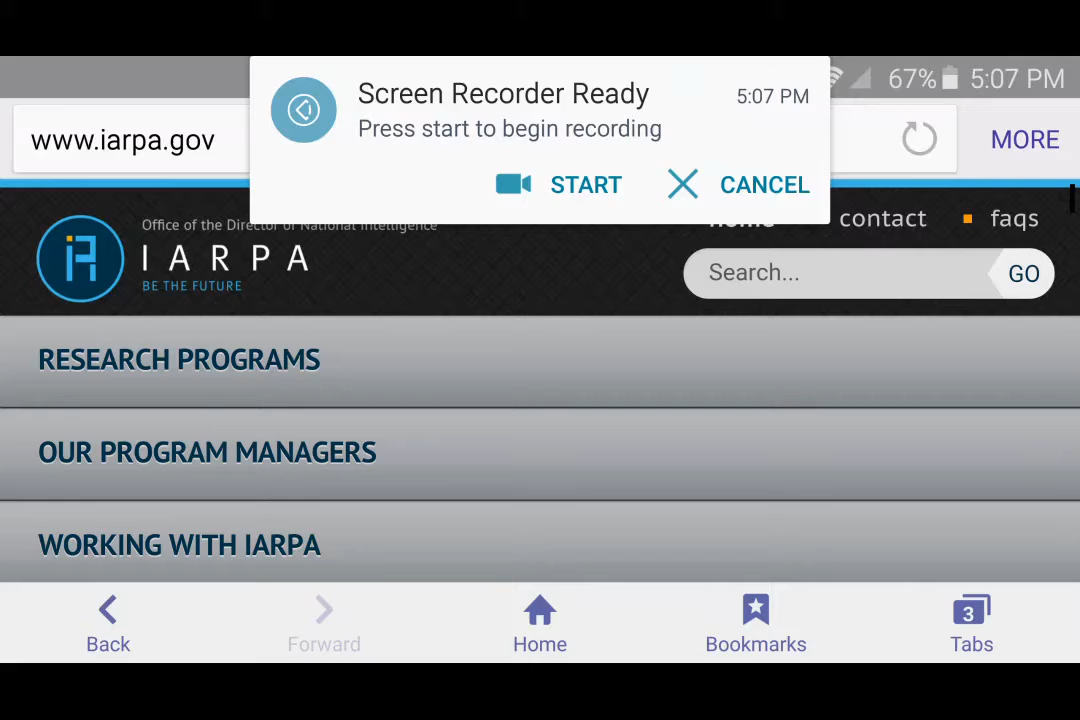 67% 5:07 PM
Screen Recorder Ready 5:07 PM
Press start to begin recording
START CANCEL
www.iarpa.gov
MORE
Office of the Director of National Intelligence
IARPA
BE THE FUTURE
home contact faqs
Search... GO
RESEARCH PROGRAMS
OUR PROGRAM MANAGERS
WORKING WITH IARPA
3
Back Forward Home Bookmarks Tabs